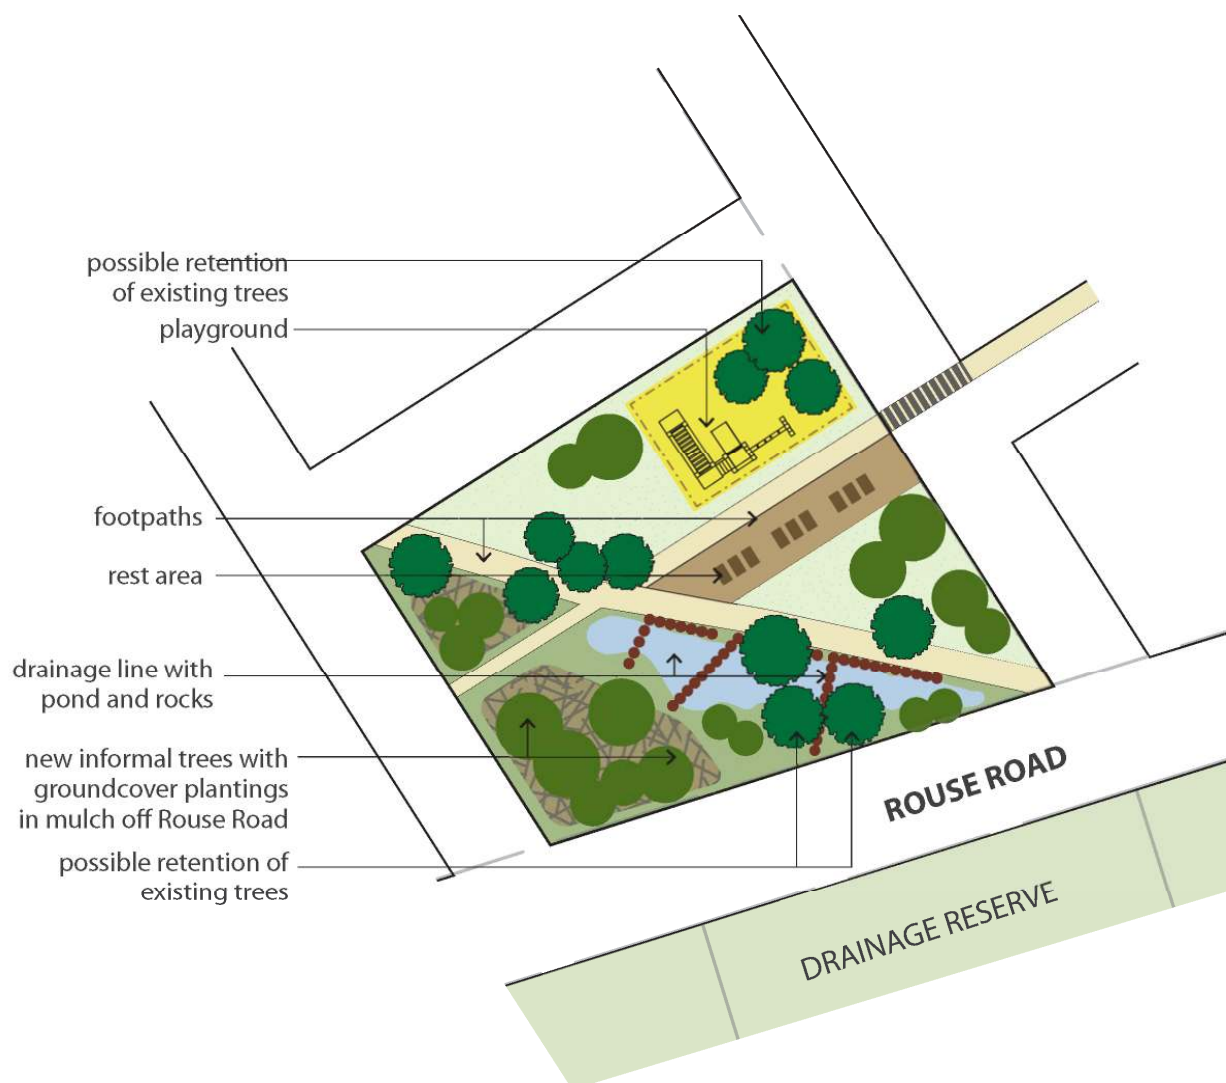 possible retention
of existing trees
playground
footpaths
rest area
drainage line with
pond and rocks
new informal trees with
groundcover plantings
in mulch off Rouse Road
possible retention of
existing trees
ROUSE ROAD
DRAINAGE RESERVE